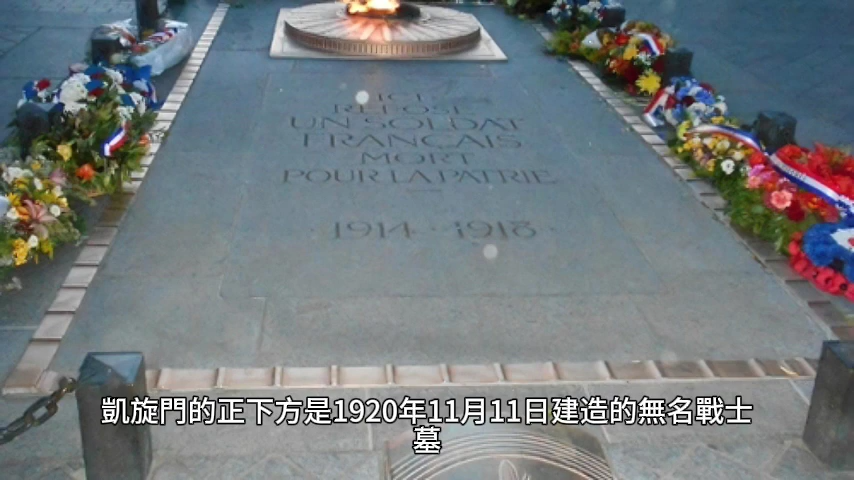 ICI
REPOSE
UN SOLDAT
FRANÇAIS
MORT
POUR LA PATRIE
1914 · 1918
凱旋門的正下方是1920年11月11日建造的無名戰士
墓